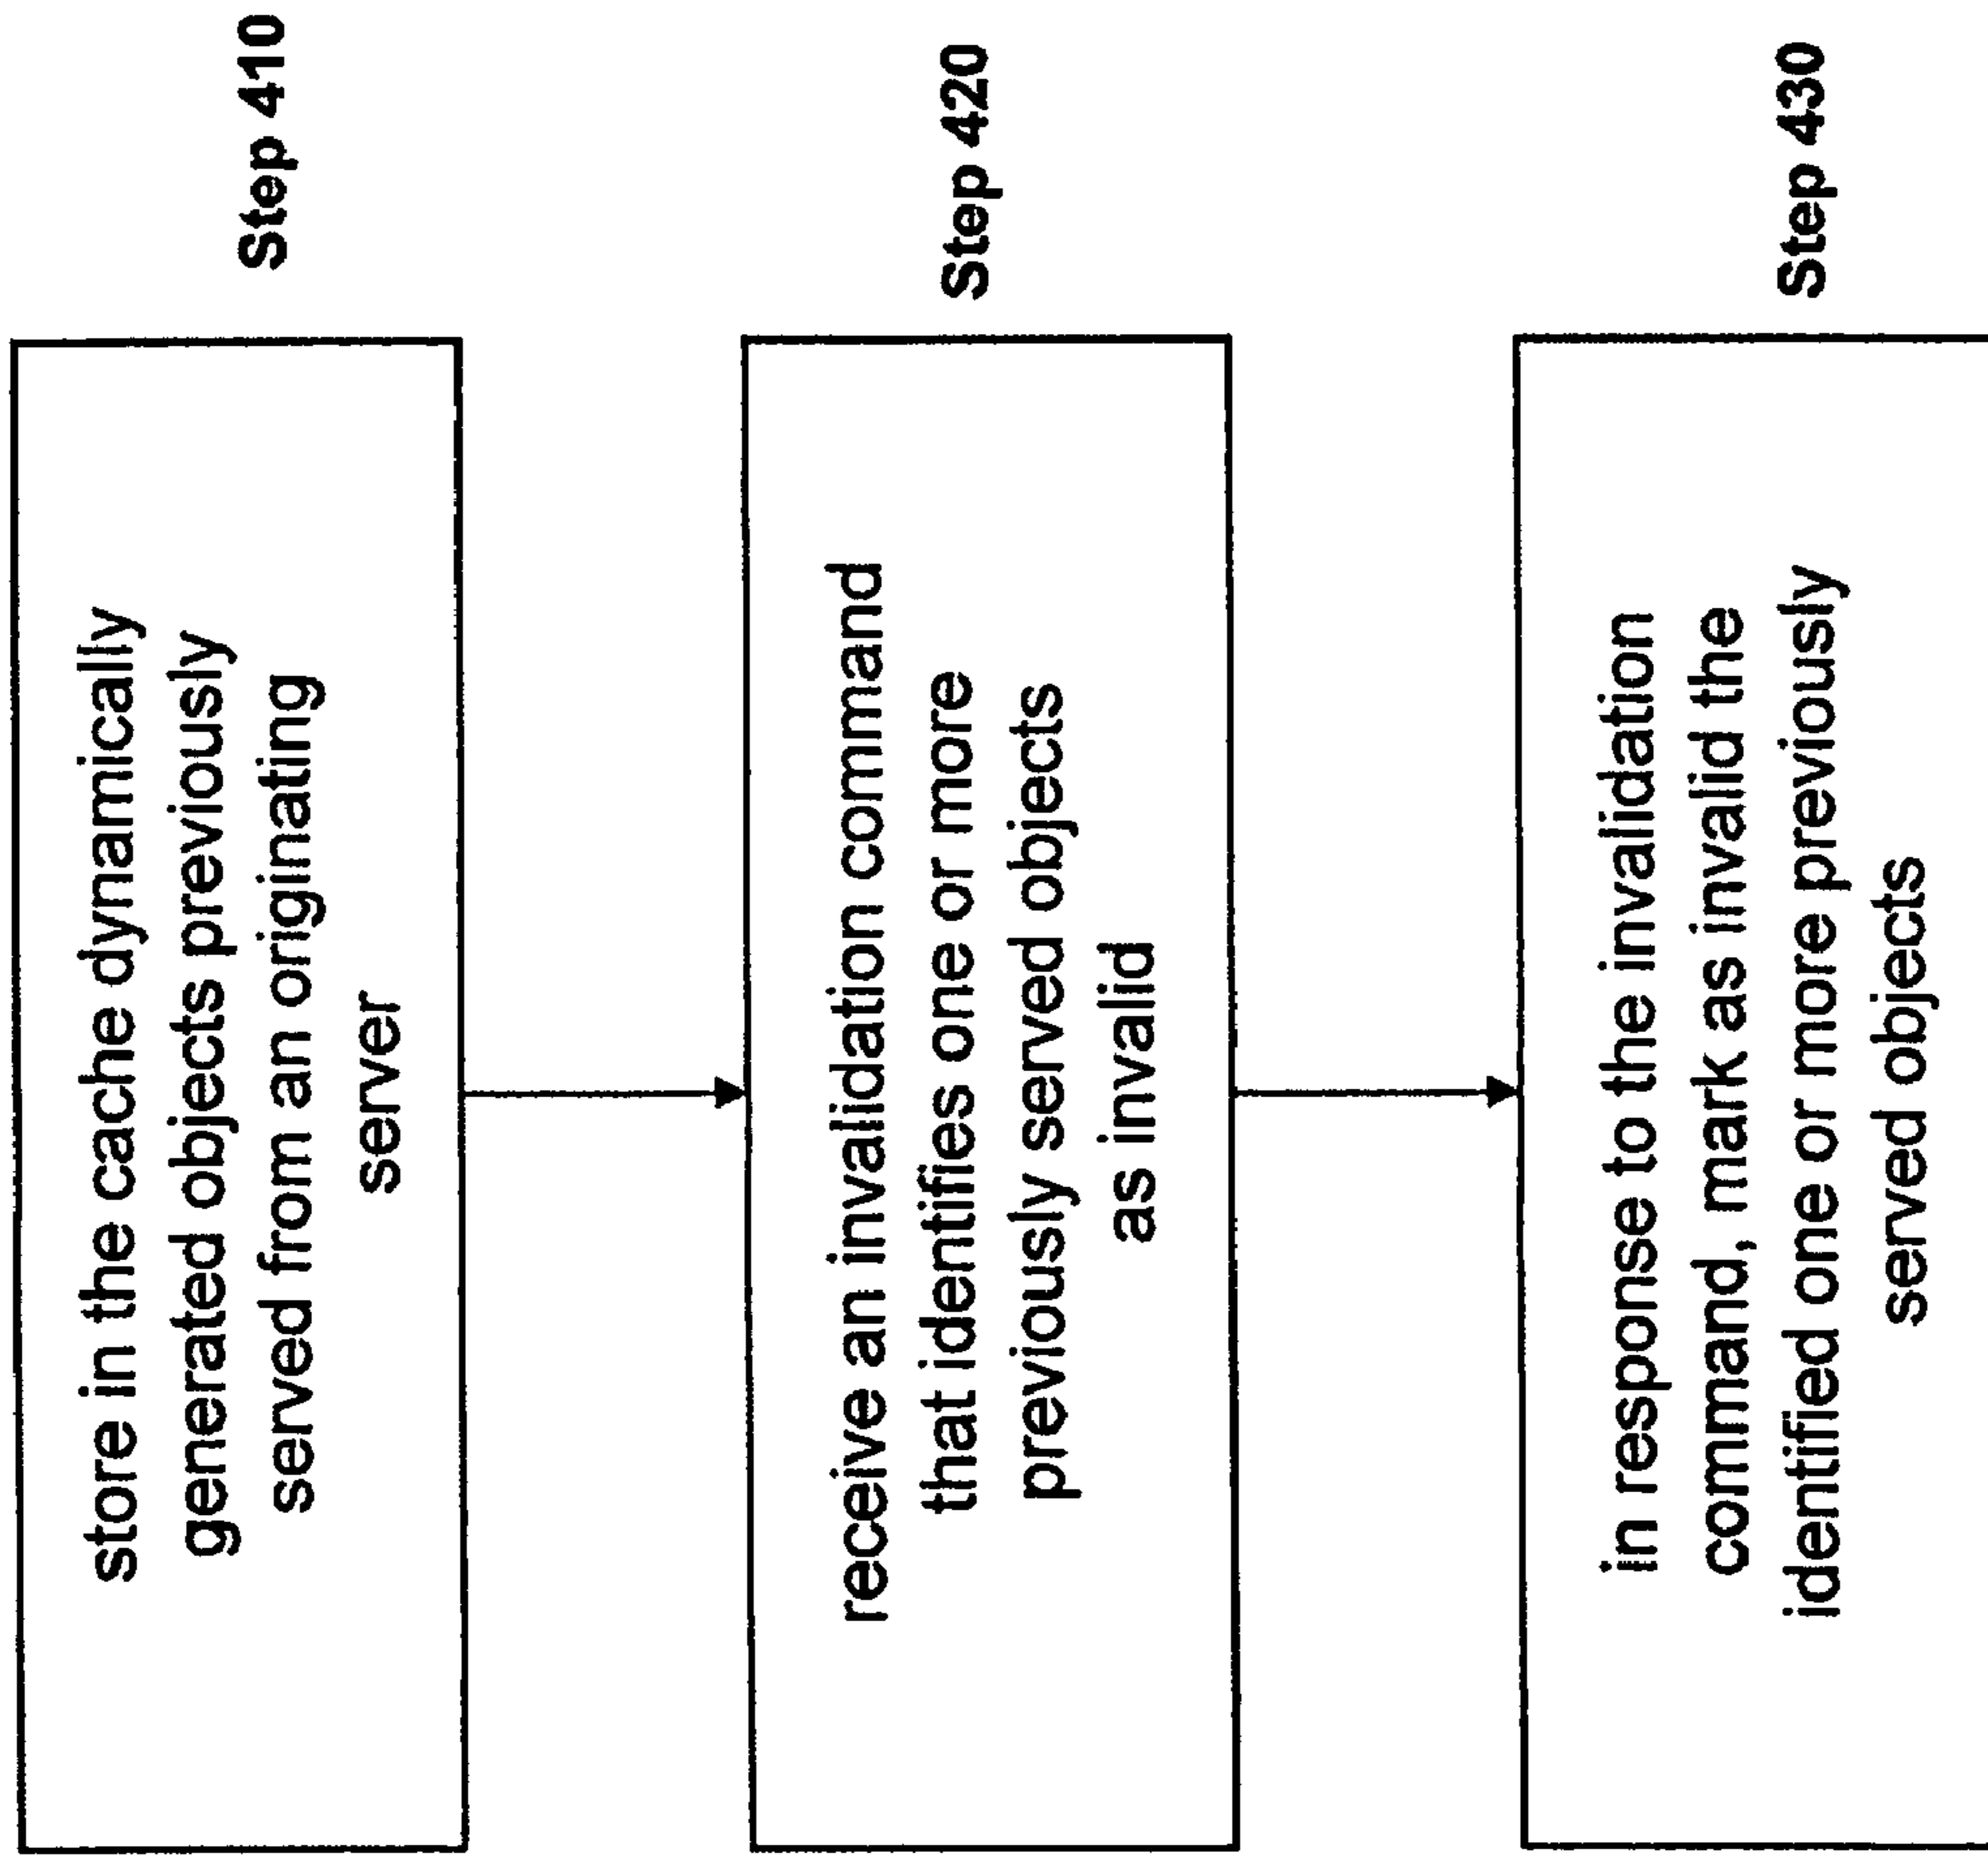 store in the cache dynamically
generated objects previously
served from an originating
server
Step 410
receive an invalidation command
that identifies one or more
previously served objects
as invalid
Step 420
in response to the invalidation
command, mark as invalid the
identified one or more previously
served objects
Step 430